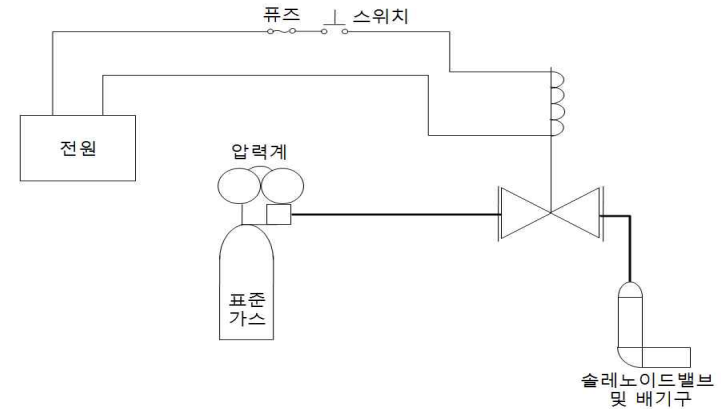 퓨즈 스위치
전원
압력계
표준
가스
솔레노이드밸브
및 배기구